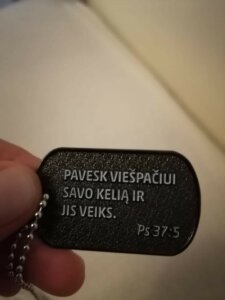 PAVESK VIEŠPAČIUI
SAVO KELIĄ IR
JIS VEIKS.
Ps 37:5